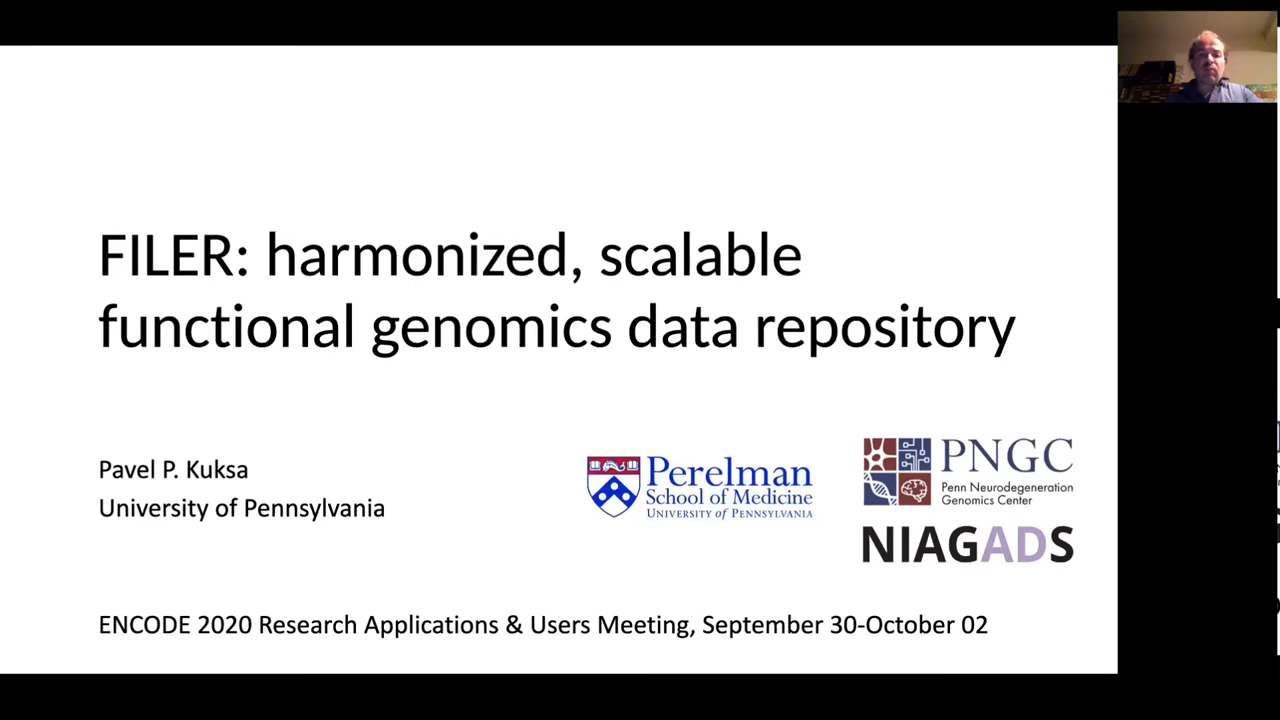 FILER: harmonized, scalable
functional genomics data repository
Pavel P. Kuksa
University of Pennsylvania
Perelman
School of Medicine
UNIVERSITY of PENNSYLVANIA
PNGC
Penn Neurodegeneration
Genomics Center
NIAGADS
ENCODE 2020 Research Applications & Users Meeting, September 30-October 02